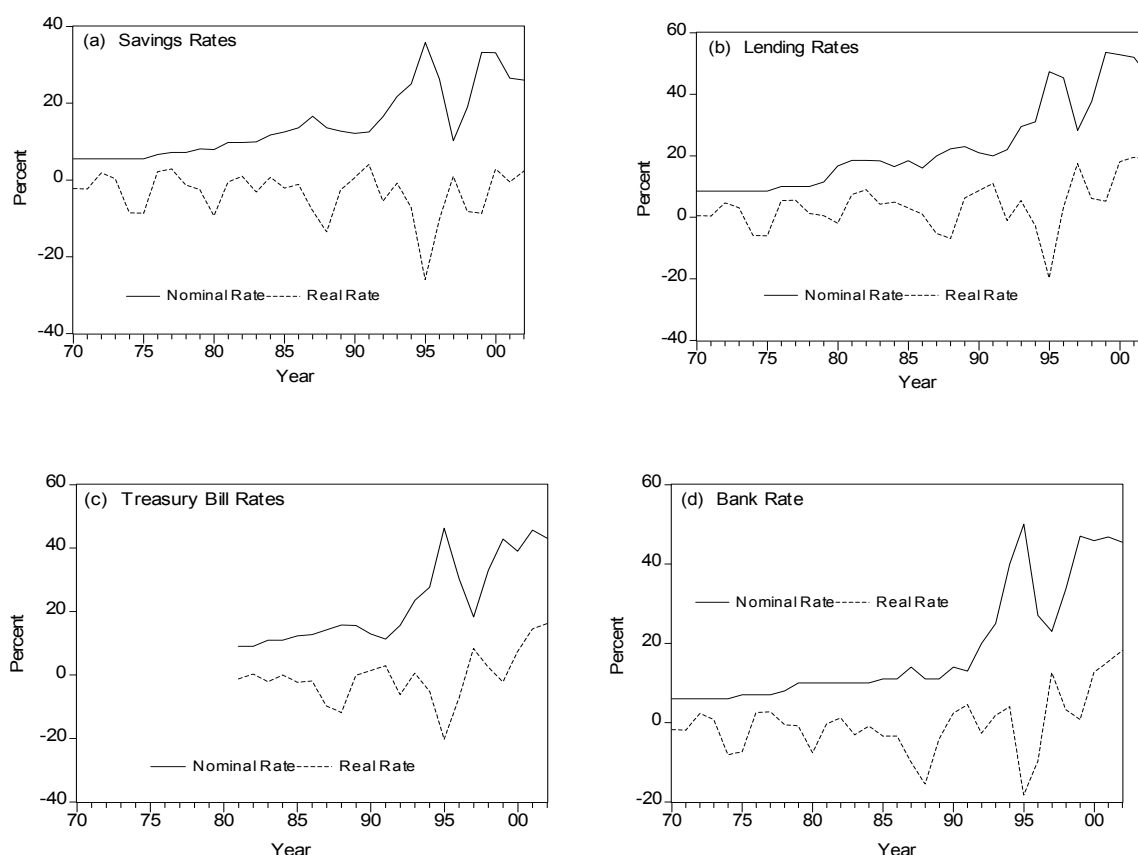 (a) Savings Rates
40
20
0
-20
-40
Percent
Nominal Rate Real Rate
70 75 80 85 90 95 00
Year
(b) Lending Rates
60
40
20
0
-20
-40
Percent
Nominal Rate Real Rate
70 75 80 85 90 95 00
Year
(c) Treasury Bill Rates
60
40
20
0
-20
-40
Percent
Nominal Rate Real Rate
70 75 80 85 90 95 00
Year
(d) Bank Rate
60
40
20
0
-20
Percent
Nominal Rate Real Rate
70 75 80 85 90 95 00
Year